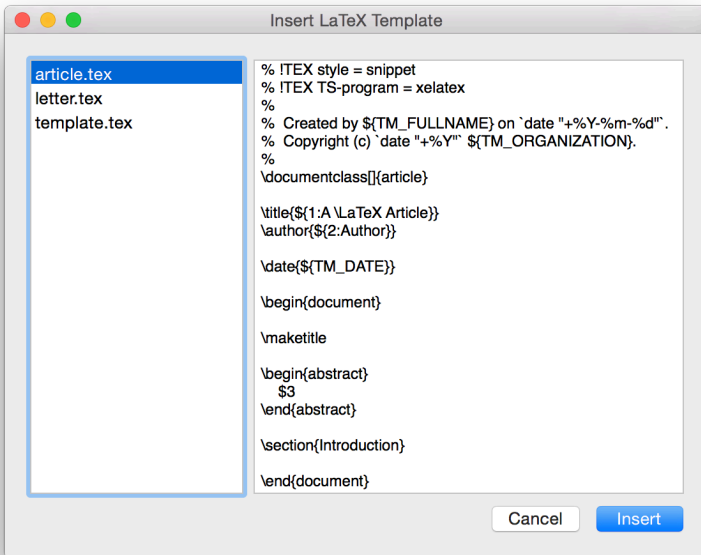 Insert LaTeX Template
article.tex
letter.tex
template.tex
% !TEX style = snippet
% !TEX TS-program = xelatex
%
%  Created by ${TM_FULLNAME} on `date "+%Y-%m-%d"`.
%  Copyright (c) `date "+%Y"` ${TM_ORGANIZATION}.
%
\documentclass[]{article}
\title{${1:A \LaTeX Article}}
\author{${2:Author}}
\date{${TM_DATE}}
\begin{document}
\maketitle
\begin{abstract}
    $3
\end{abstract}
\section{Introduction}
\end{document}
Cancel
Insert